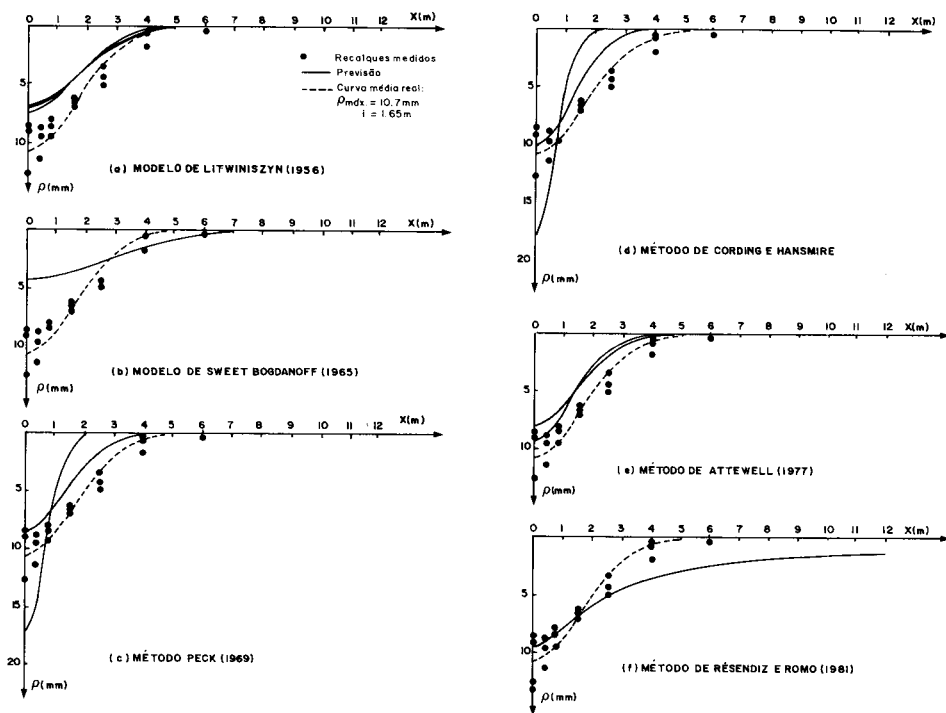 0 1 2 3 4 5 6 7 8 9 10 11 12 X(m)
5
10
ρ(mm)
● Recalques medidos
—— Previsão
--- Curva média real:
ρmáx. = 10.7mm
i = 1.65m
(a) MODELO DE LITWINISZYN (1956)
0 1 2 3 4 5 6 7 8 9 10 11 12 X(m)
5
10
ρ(mm)
(b) MODELO DE SWEET BOGDANOFF (1965)
0 1 2 3 4 5 6 7 8 9 10 11 12 X(m)
5
10
15
20
ρ(mm)
(c) MÉTODO PECK (1969)
0 1 2 3 4 5 6 7 8 9 10 11 12 X(m)
5
10
15
20
ρ(mm)
(d) MÉTODO DE CORDING E HANSMIRE
0 1 2 3 4 5 6 7 8 9 10 11 12 X(m)
5
10
ρ(mm)
(e) MÉTODO DE ATTEWELL (1977)
0 1 2 3 4 5 6 7 8 9 10 11 12 X(m)
5
10
ρ(mm)
(f) MÉTODO DE RÉSENDIZ E ROMO (1981)